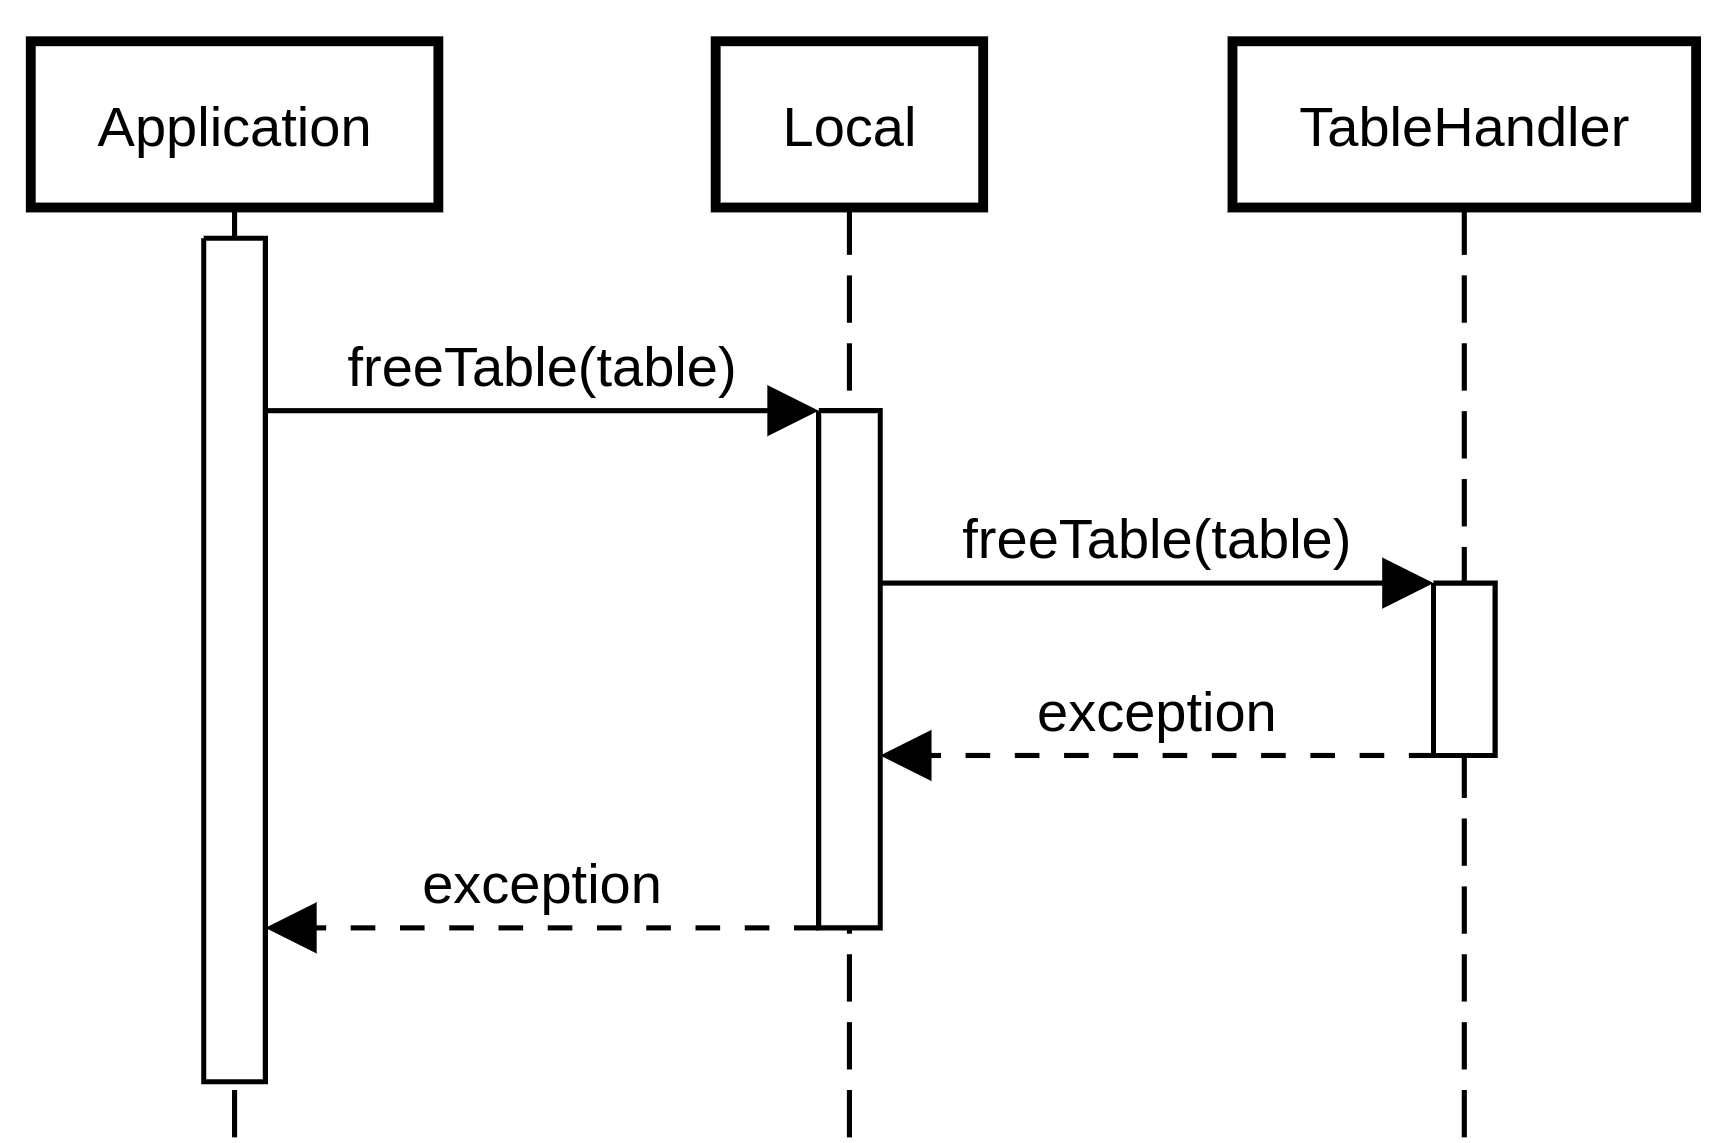 Application
Local
TableHandler
freeTable(table)
freeTable(table)
exception
exception